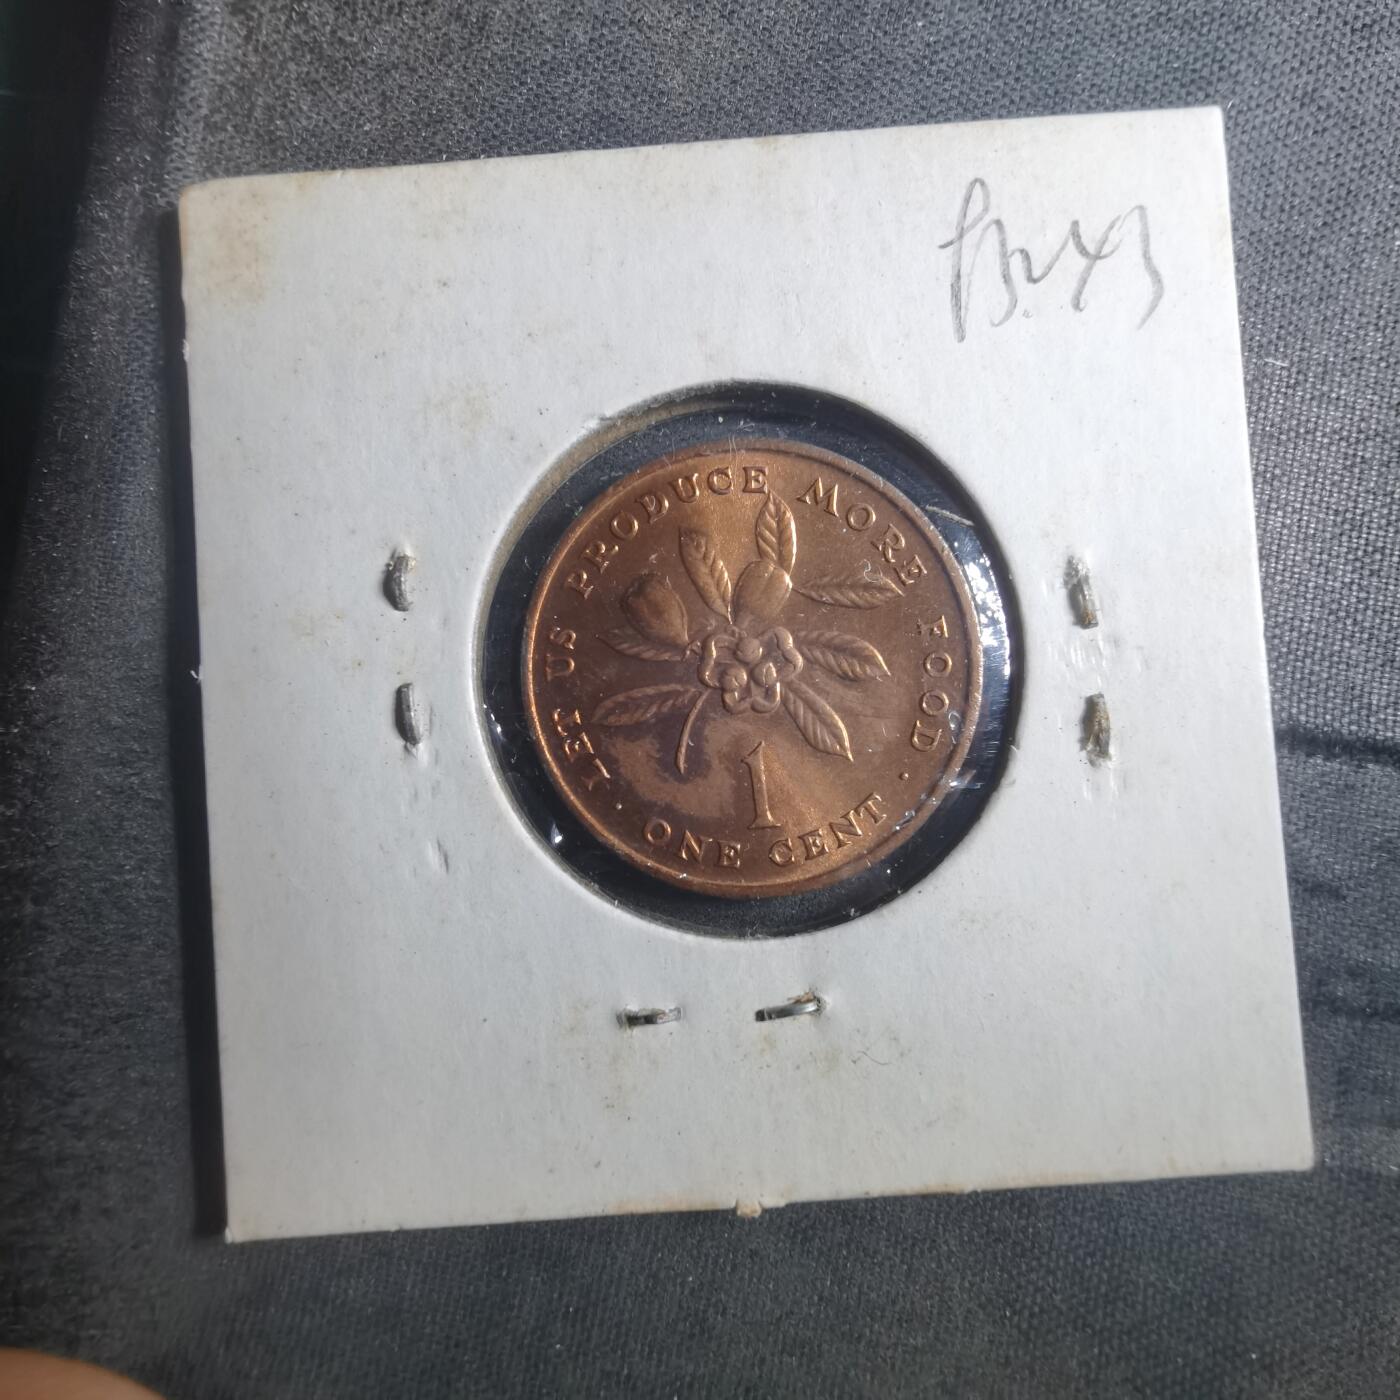 LET US PRODUCE MORE FOOD
1
ONE CENT